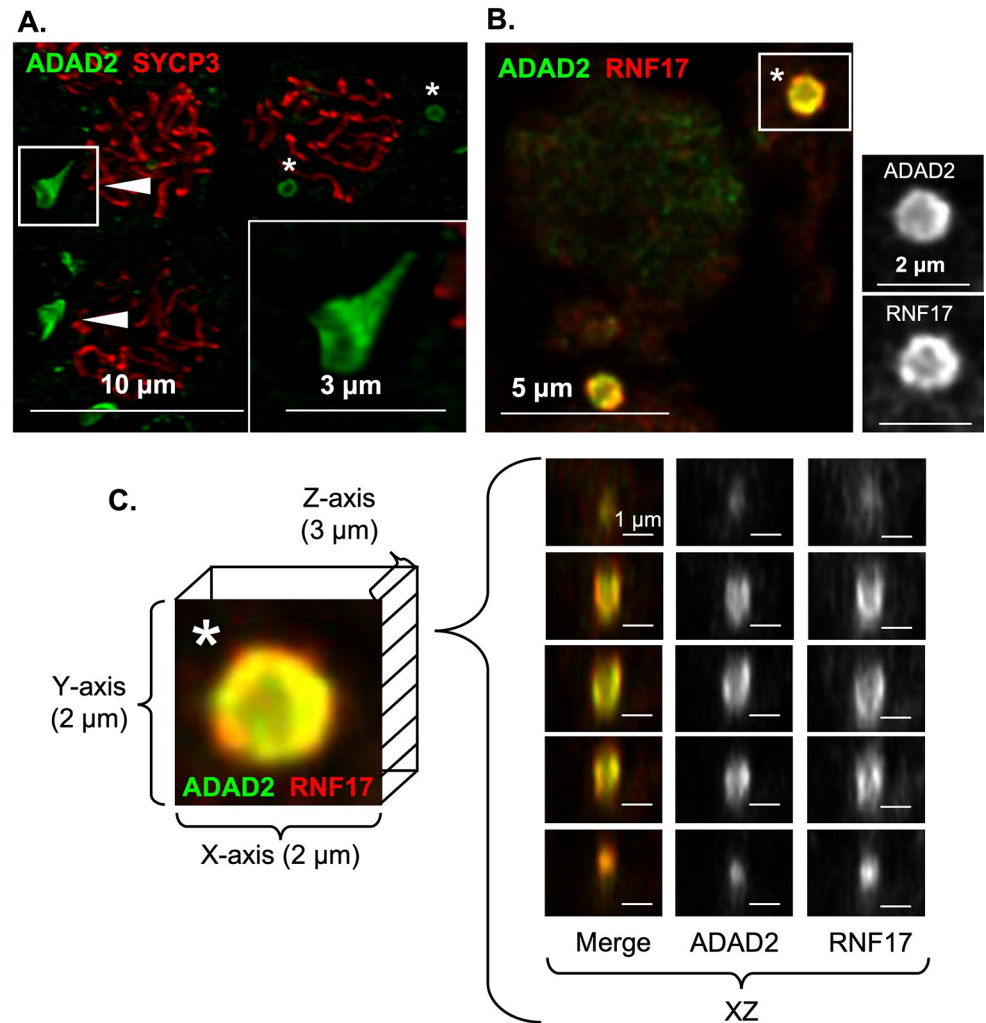 A.
ADAD2 SYCP3
*
*
10 µm
3 µm
B.
ADAD2 RNF17
*
5 µm
ADAD2
2 µm
RNF17
C.
Z-axis
(3 µm)
Y-axis
(2 µm)
*
ADAD2 RNF17
X-axis (2 µm)
1 µm
Merge ADAD2 RNF17
XZ